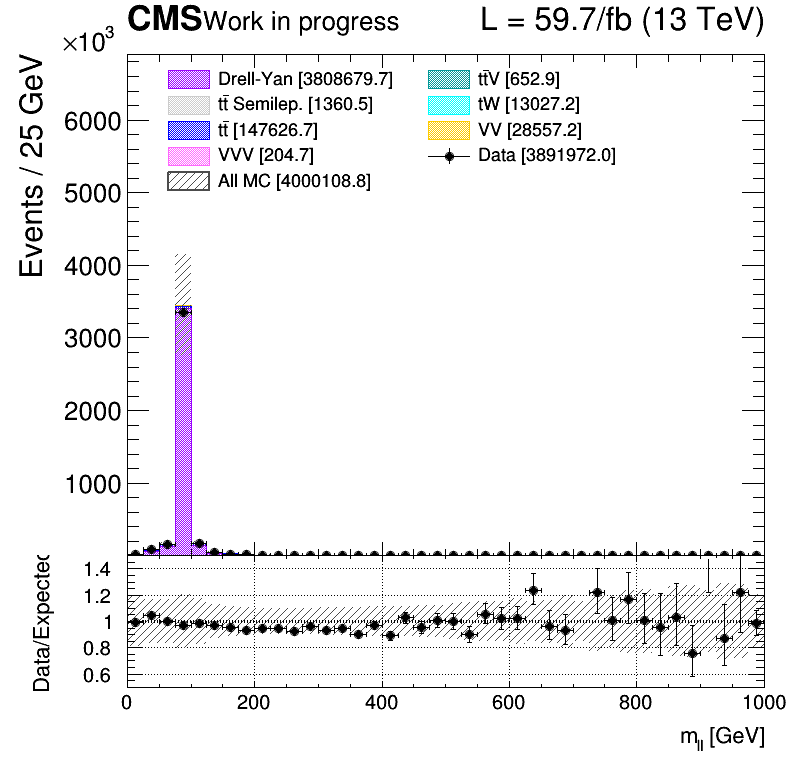 CMS Work in progress L = 59.7/fb (13 TeV)
×10³
Events / 25 GeV
6000
5000
4000
3000
2000
1000
Drell-Yan [3808679.7]
tt̄ Semilep. [1360.5]
tt̄ [147626.7]
VVV [204.7]
All MC [4000108.8]
tt̄V [652.9]
tW [13027.2]
VV [28557.2]
Data [3891972.0]
Data/Expected
1.4
1.2
1
0.8
0.6
0 200 400 600 800 1000
m_ll [GeV]